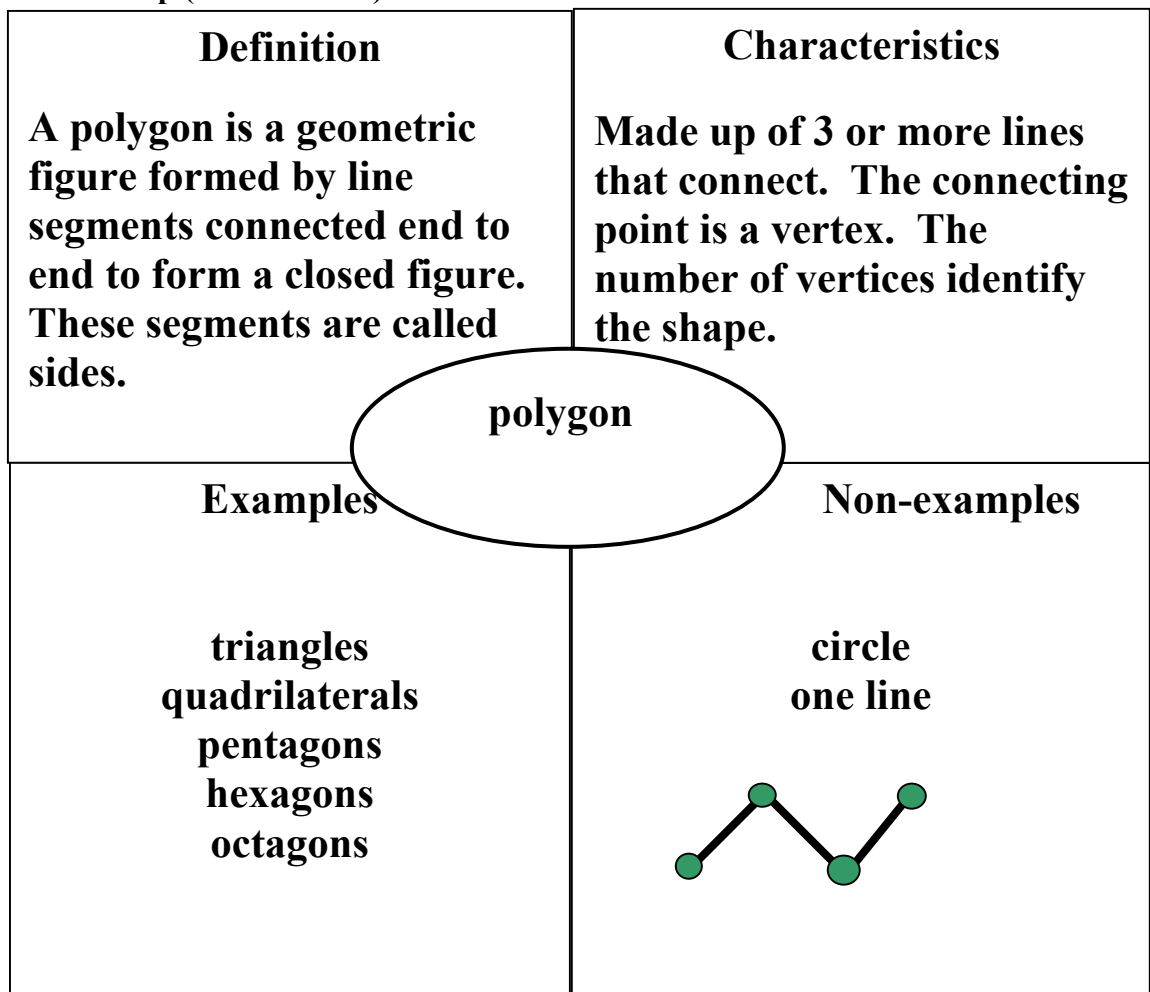 Definition
A polygon is a geometric
figure formed by line
segments connected end to
end to form a closed figure.
These segments are called
sides.
Characteristics
Made up of 3 or more lines
that connect.  The connecting
point is a vertex.  The
number of vertices identify
the shape.
polygon
Examples
triangles
quadrilaterals
pentagons
hexagons
octagons
Non-examples
circle
one line